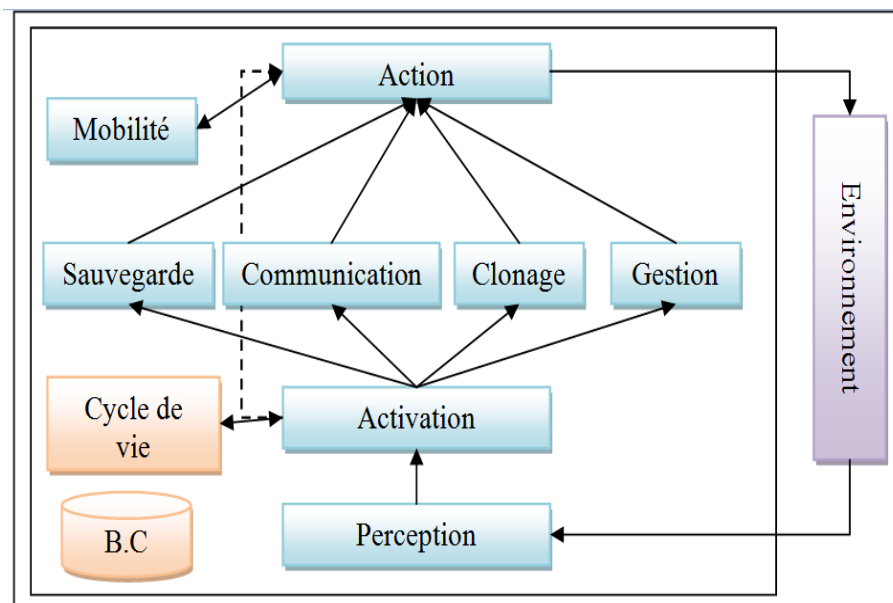 Action
Mobilité
Environnement
Sauvegarde
Communication
Clonage
Gestion
Cycle de
vie
Activation
B.C
Perception